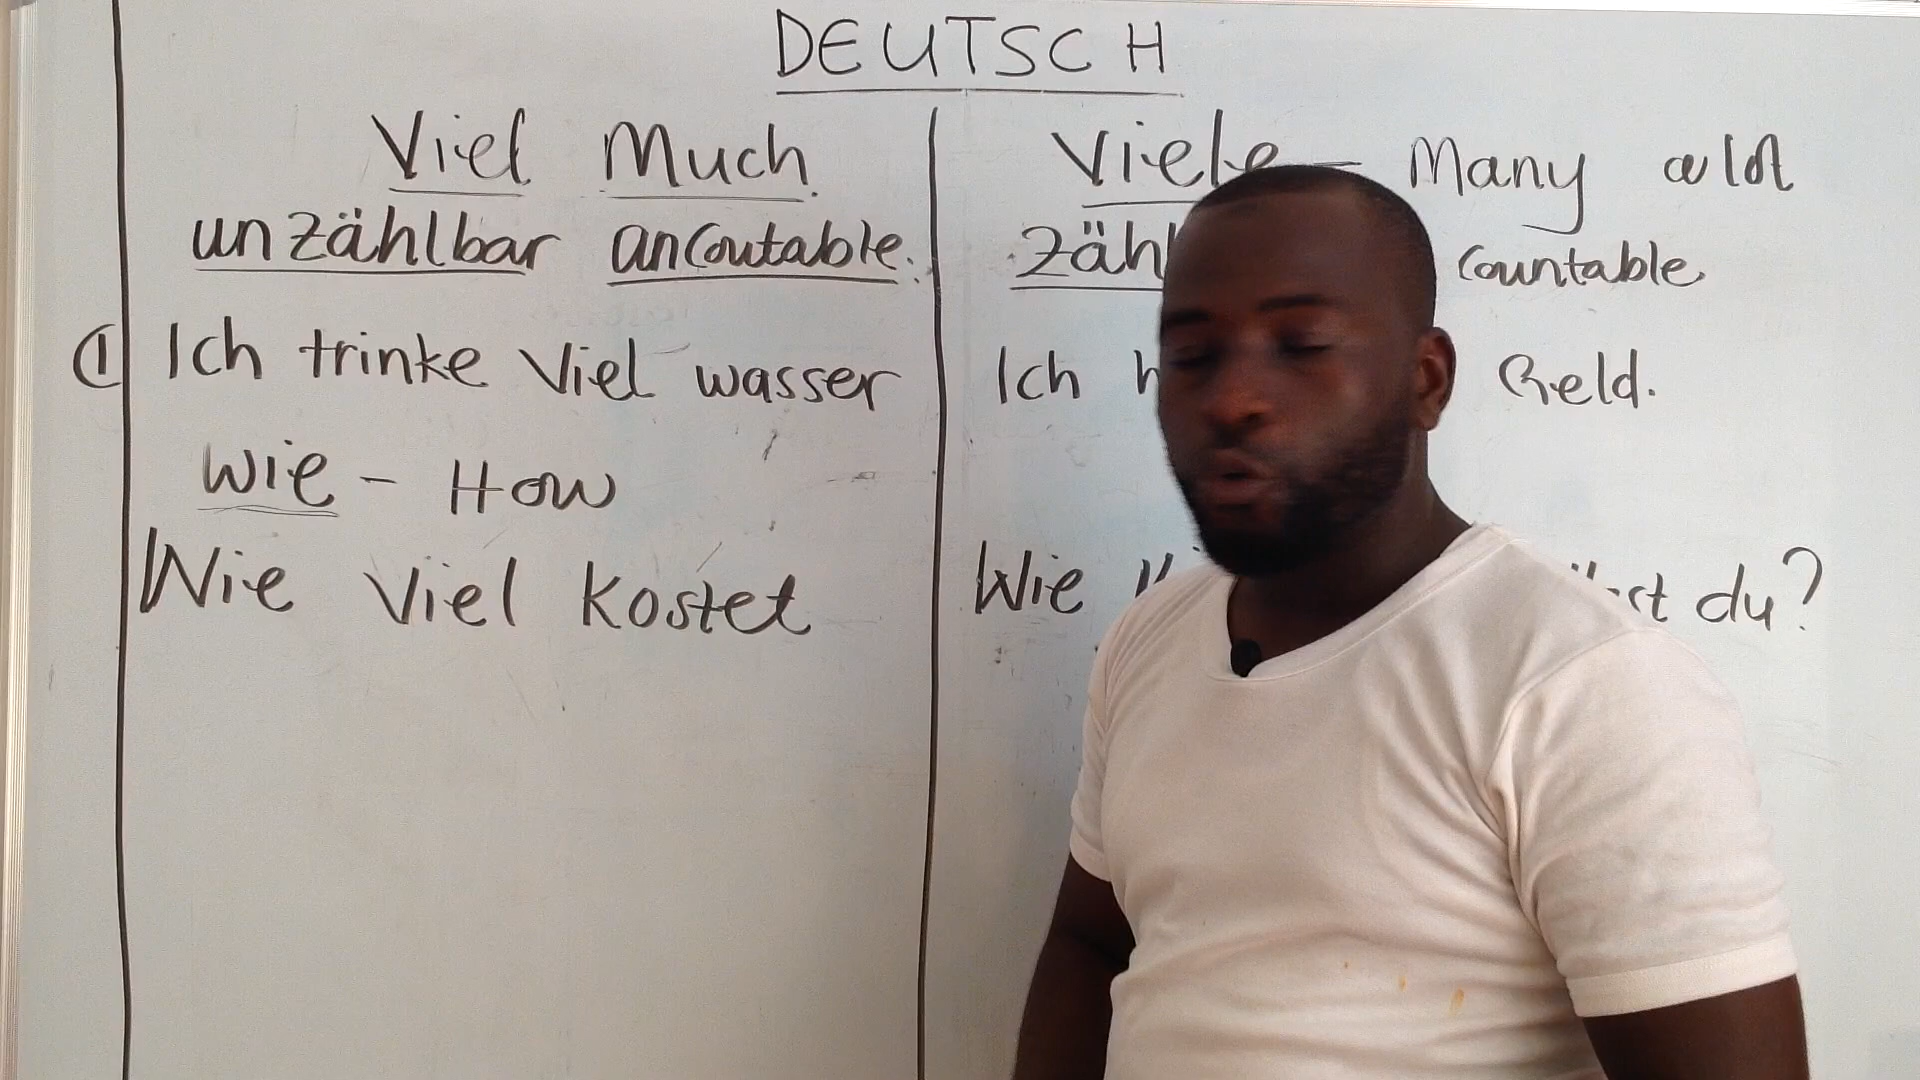 DEUTSCH
Viel Much.
unzählbar ancoutable.
① Ich trinke Viel wasser
wie - How
Wie Viel Kostet
Viele - Many a lot
Countable
Ich Geld.
Wie du?